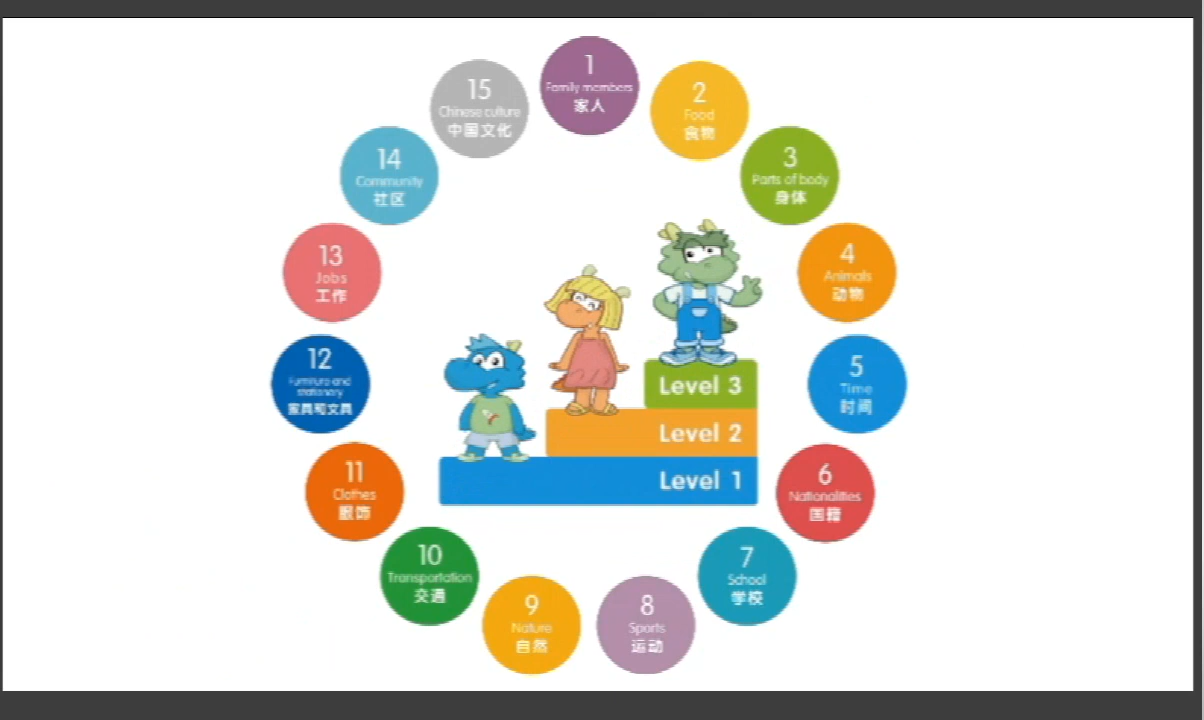 1
Family members
家人
2
Food
食物
3
Parts of body
身体
4
Animals
动物
5
Time
时间
6
Nationalities
国籍
7
School
学校
8
Sports
运动
9
Nature
自然
10
Transportation
交通
11
Clothes
服饰
12
Furniture and
stationery
家具和文具
13
Jobs
工作
14
Community
社区
15
Chinese culture
中国文化
Level 3
Level 2
Level 1